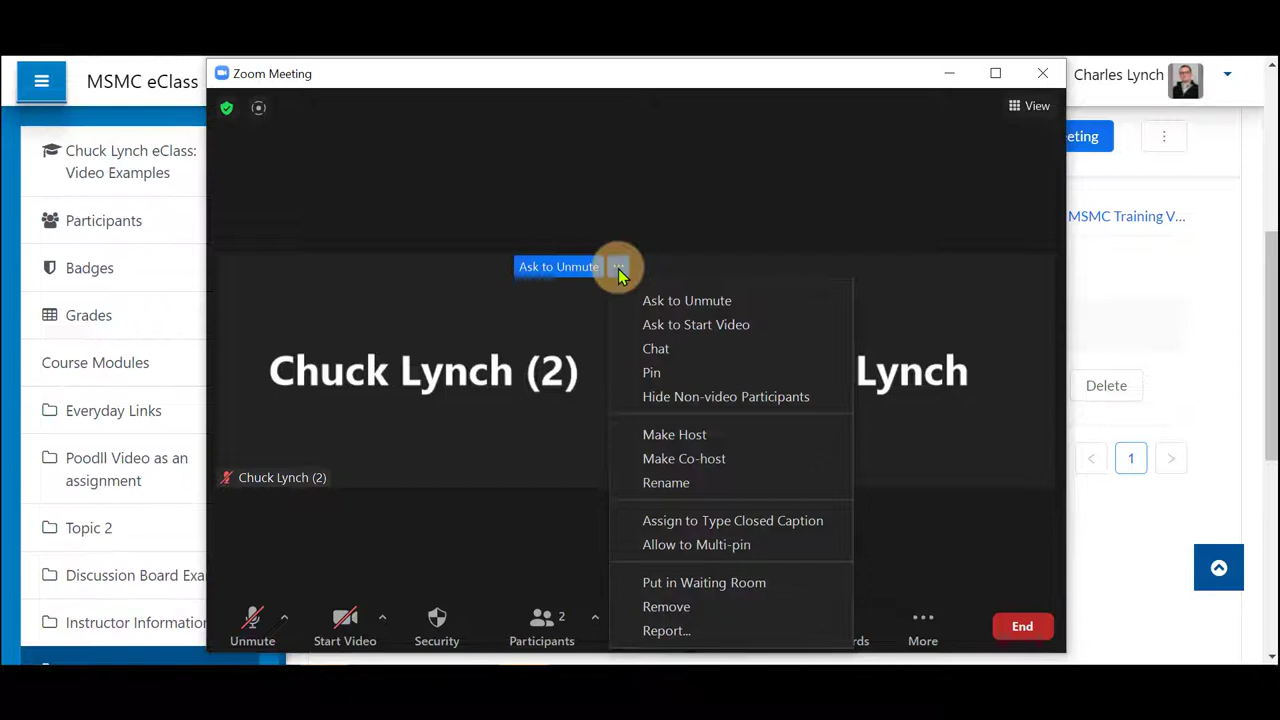 MSMC eClass
Zoom Meeting
Charles Lynch
View
Chuck Lynch eClass:
Video Examples
Participants
Badges
Grades
Course Modules
Everyday Links
Poodll Video as an
assignment
Topic 2
Discussion Board Exa
Instructor Information
eting
MSMC Training V...
Delete
1
Ask to Unmute
...
Chuck Lynch (2)
Lynch
Chuck Lynch (2)
Ask to Unmute
Ask to Start Video
Chat
Pin
Hide Non-video Participants
Make Host
Make Co-host
Rename
Assign to Type Closed Caption
Allow to Multi-pin
Put in Waiting Room
Remove
Report...
Unmute
Start Video
Security
2
Participants
rds
More
End